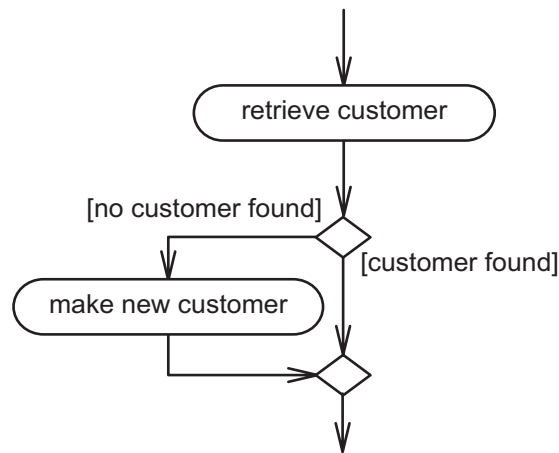 retrieve customer
[no customer found]
[customer found]
make new customer